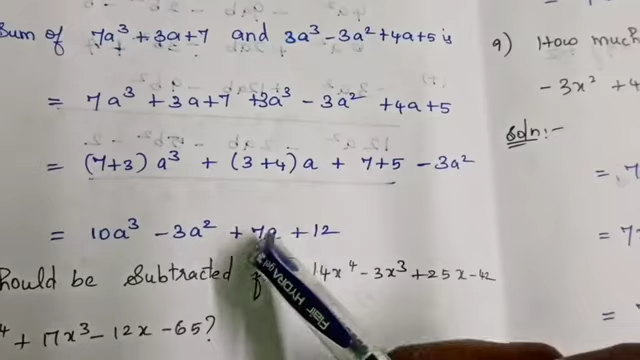 Sum of 7a³ + 3a + 7 and 3a³ - 3a² + 4a + 5 is
= 7a³ + 3a + 7 + 3a³ - 3a² + 4a + 5
= (7+3) a³ + (3+4) a + 7+5 - 3a²
= 10a³ - 3a² + 7a + 12
hould be Subtracted 14x⁴ - 3x³ + 25x - 42
⁴ + 17x³ - 12x - 65?
9) How much
- 3x² + 4
Soln:-
= 7
= 7
=
Flair HYDRA